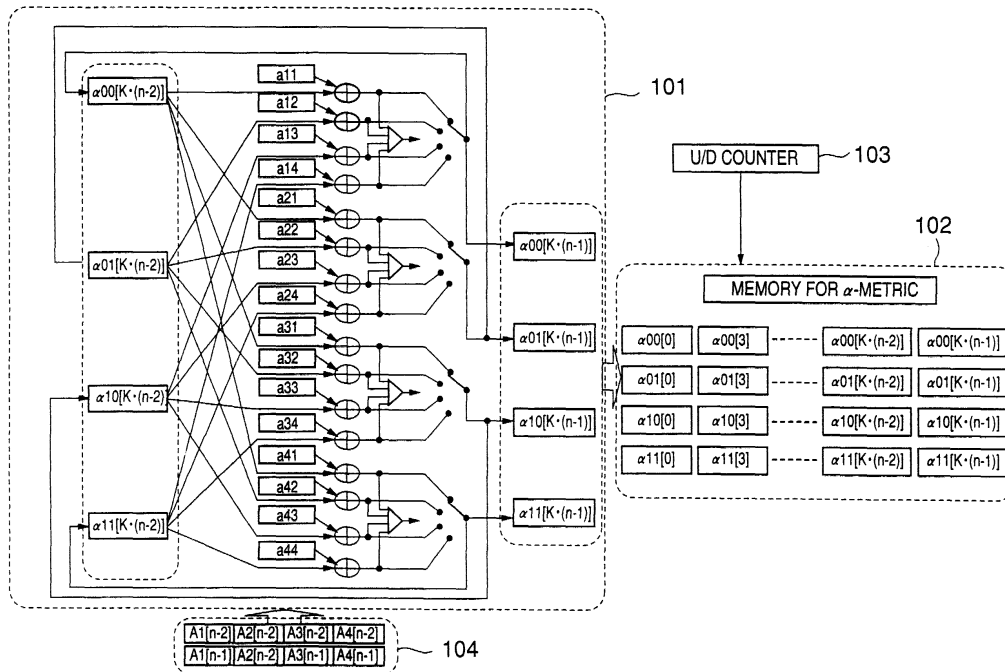 α00[K·(n-2)]
α01[K·(n-2)]
α10[K·(n-2)]
α11[K·(n-2)]
a11
a12
a13
a14
a21
a22
a23
a24
a31
a32
a33
a34
a41
a42
a43
a44
α00[K·(n-1)]
α01[K·(n-1)]
α10[K·(n-1)]
α11[K·(n-1)]
101
U/D COUNTER 103
102
MEMORY FOR α-METRIC
α00[0] α00[3] α00[K·(n-2)] α00[K·(n-1)]
α01[0] α01[3] α01[K·(n-2)] α01[K·(n-1)]
α10[0] α10[3] α10[K·(n-2)] α10[K·(n-1)]
α11[0] α11[3] α11[K·(n-2)] α11[K·(n-1)]
A1[n-2] A2[n-2] A3[n-2] A4[n-2]
A1[n-1] A2[n-2] A3[n-1] A4[n-1]
104